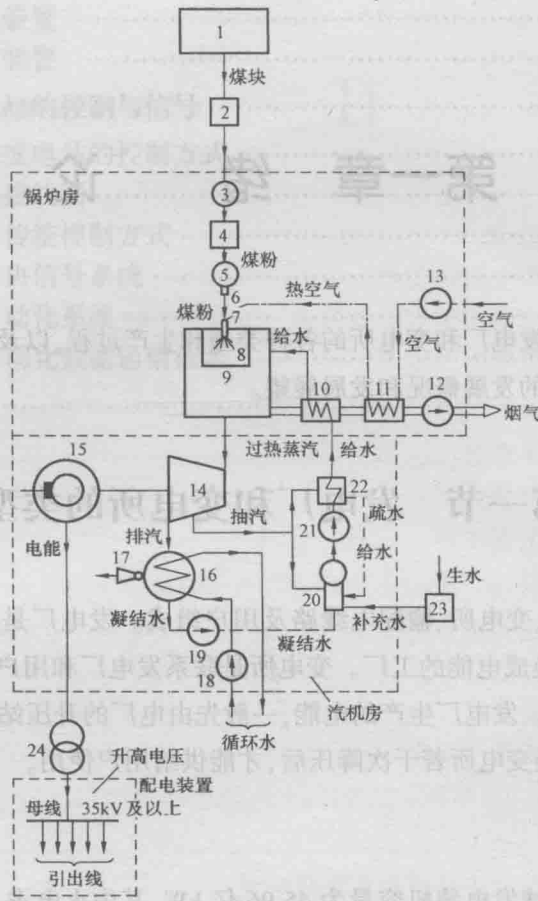 1
煤块
2
锅炉房
3
4
煤粉
5
6
煤粉
7
热空气
13
空气
空气
给水
8
9
10
11
12
烟气
过热蒸汽
给水
15
14
22
抽汽
疏水
21
电能
排汽
给水
17
16
生水
20
23
凝结水
补充水
19
凝结水
18
汽机房
循环水
24
升高电压
配电装置
母线
35kV及以上
引出线